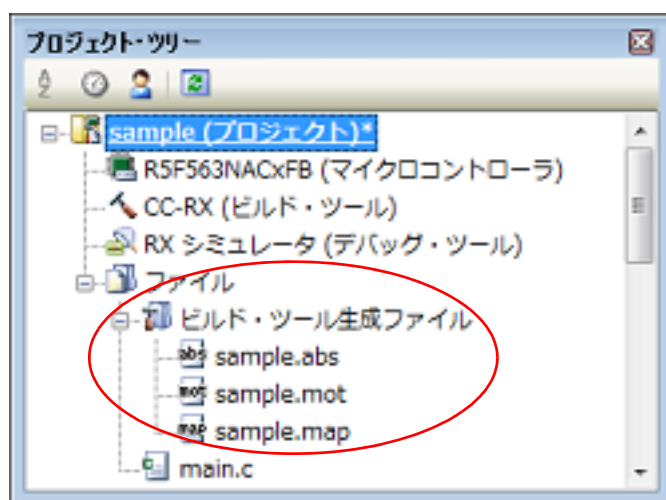 プロジェクト・ツリー
sample (プロジェクト)*
R5F563NACxFB (マイクロコントローラ)
CC-RX (ビルド・ツール)
RX シミュレータ (デバッグ・ツール)
ファイル
ビルド・ツール生成ファイル
abs sample.abs
mot sample.mot
map sample.map
main.c